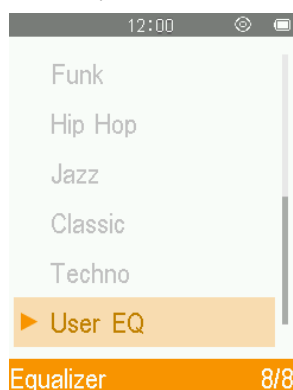 12:00
Funk
Hip Hop
Jazz
Classic
Techno
User EQ
Equalizer 8/8